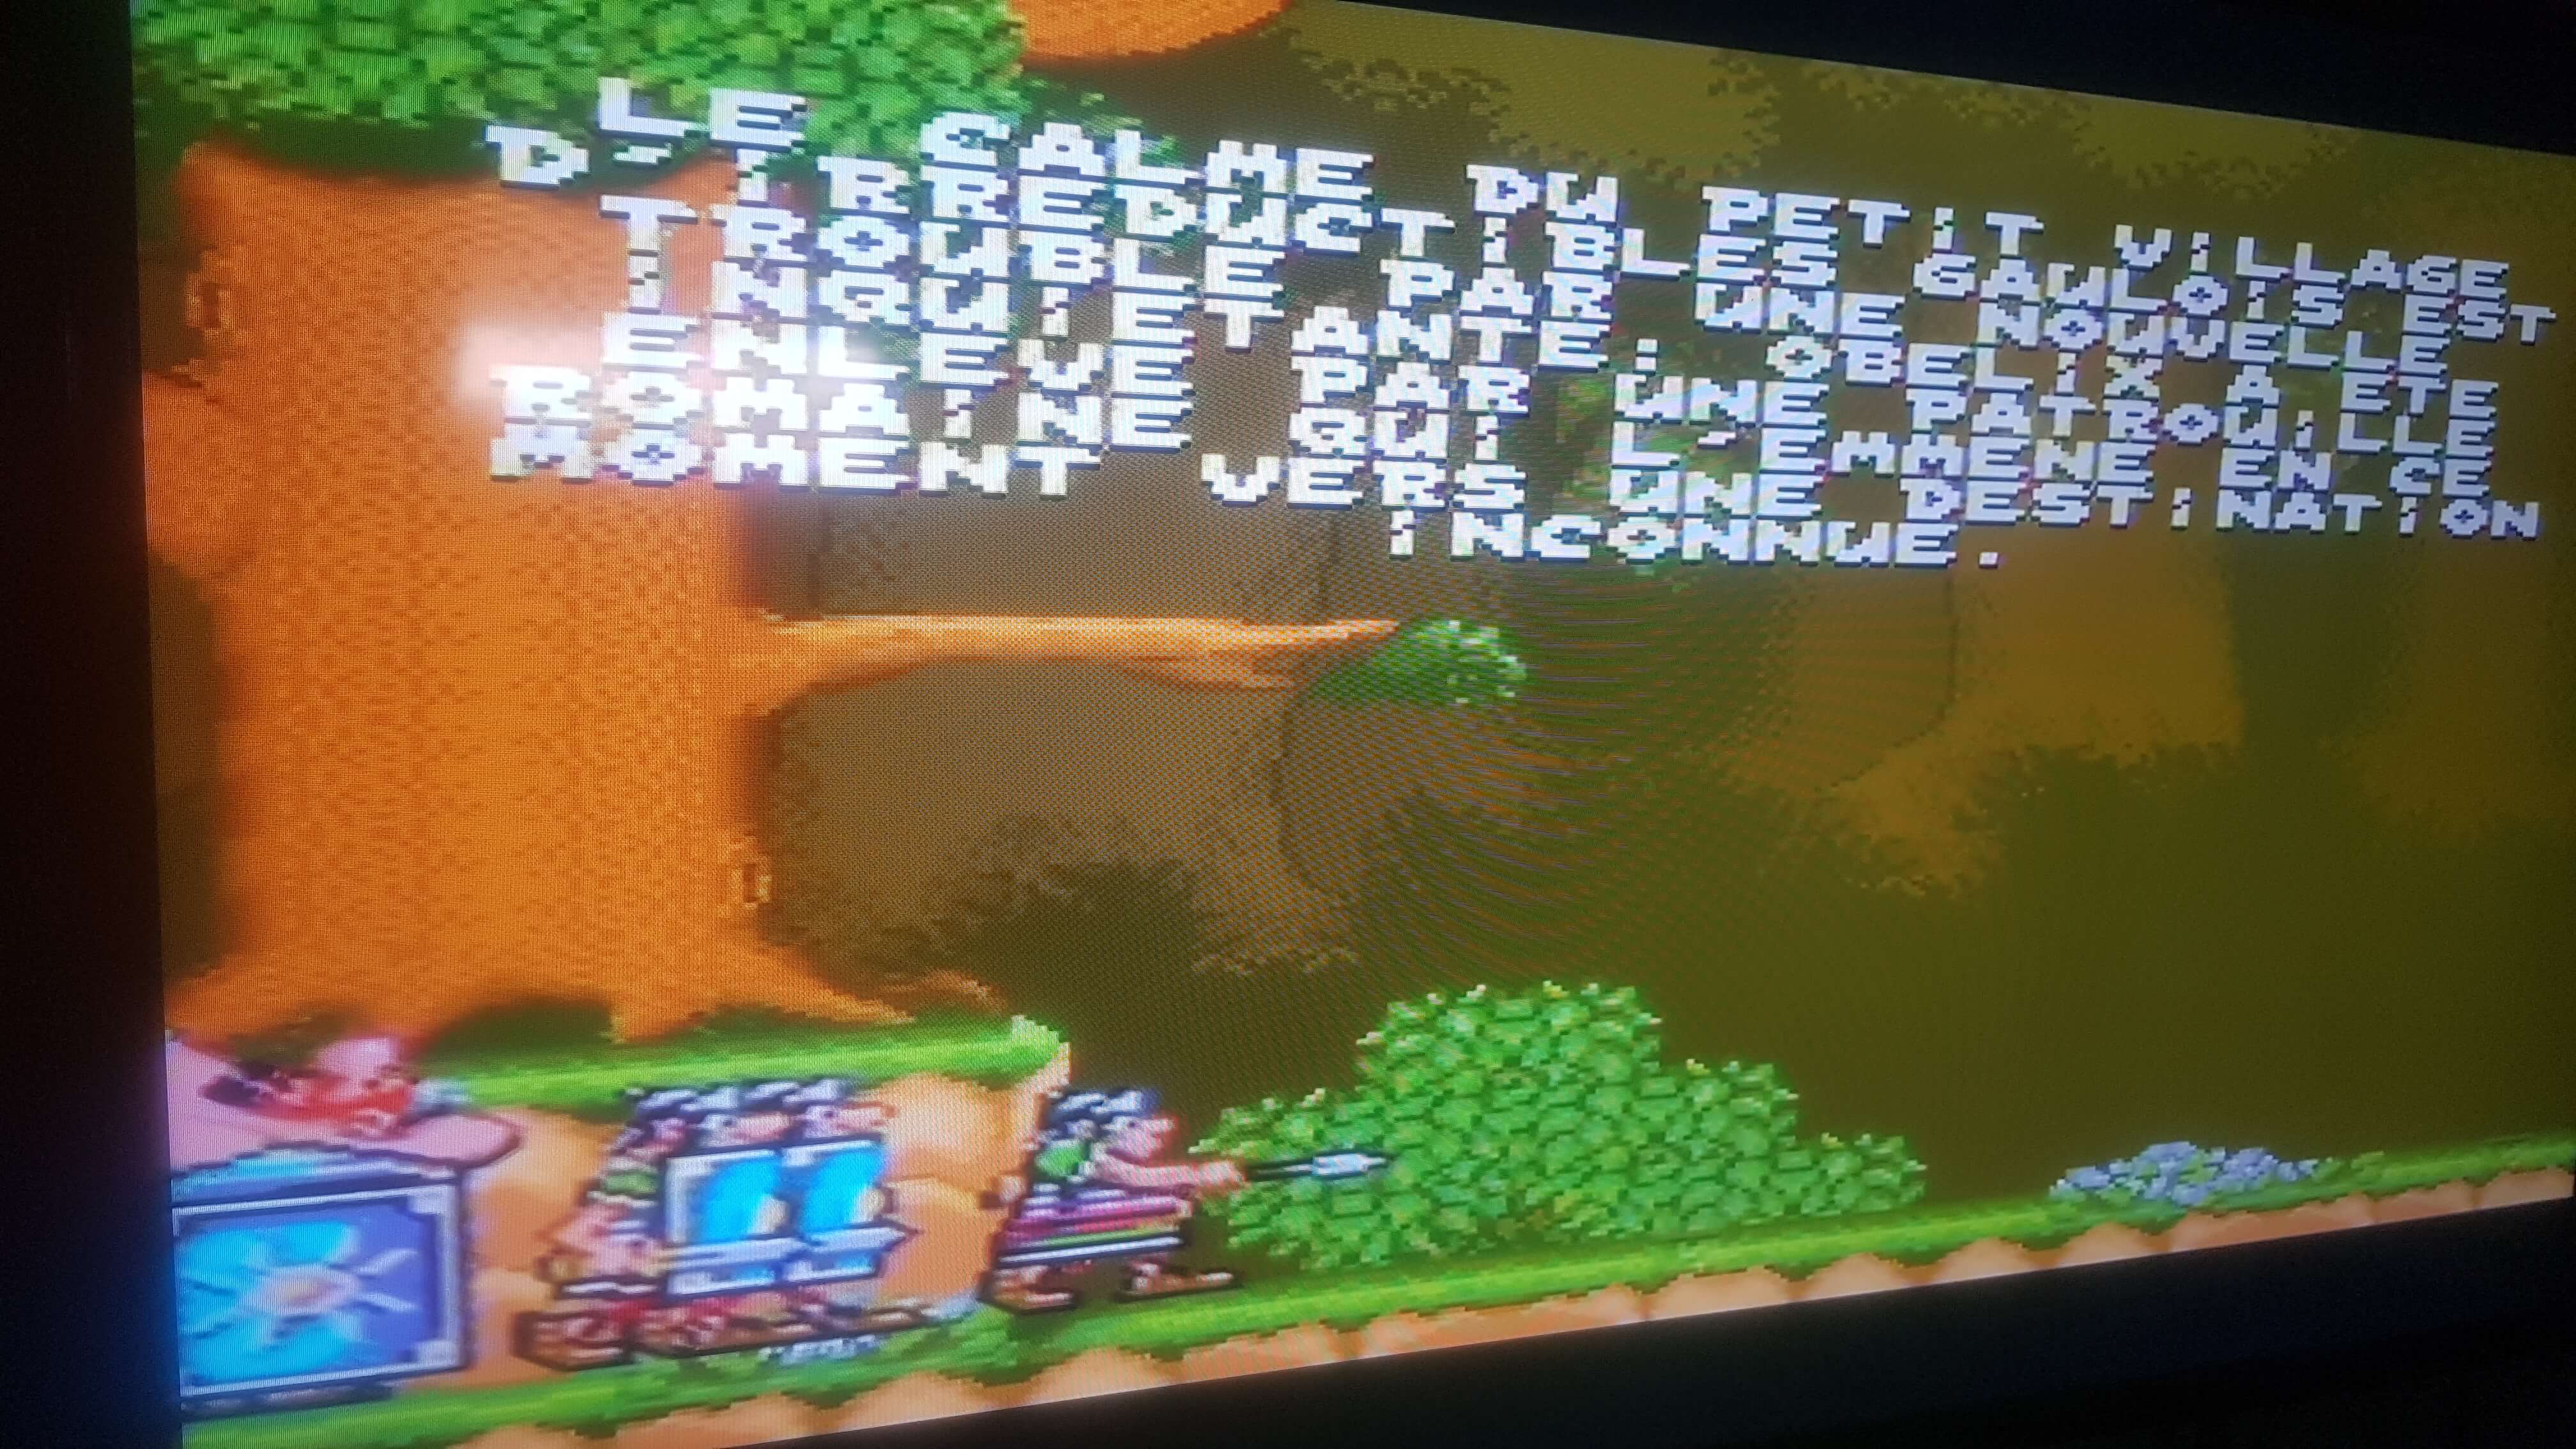 LE CALME DU PETIT VILLAGE
D'IRREDUCTIBLES GAULOIS EST
TROUBLE PAR UNE NOUVELLE
INQUIETANTE: OBELIX A ETE
ENLEVE PAR UNE PATROUILLE
ROMAINE QUI L'EMMENE EN CE
MOMENT VERS UNE DESTINATION
INCONNUE.